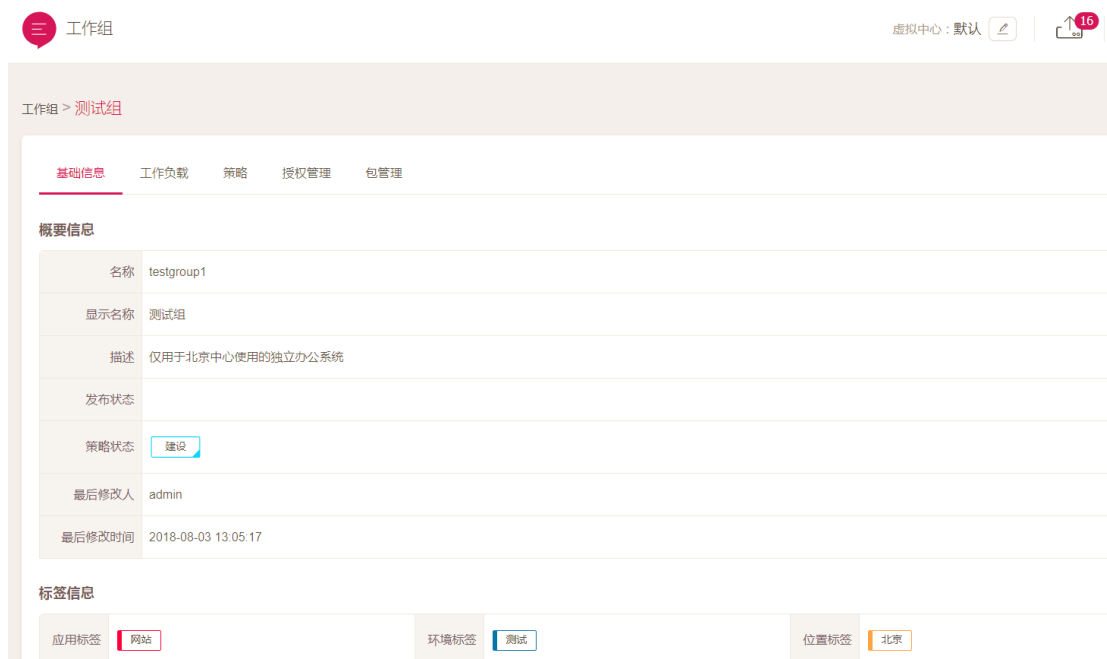 工作组
虚拟中心 : 默认
16
工作组 > 测试组
基础信息 工作负载 策略 授权管理 包管理
概要信息
名称 testgroup1
显示名称 测试组
描述 仅用于北京中心使用的独立办公系统
发布状态
策略状态 建设
最后修改人 admin
最后修改时间 2018-08-03 13:05:17
标签信息
应用标签 网站 环境标签 测试 位置标签 北京